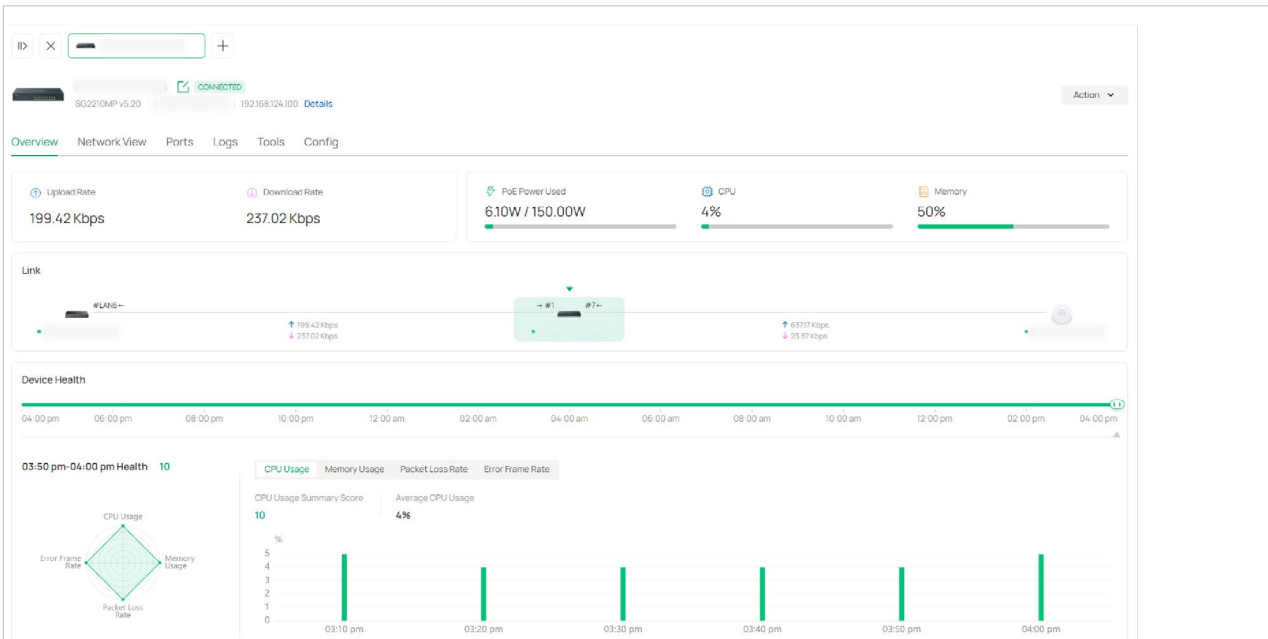 CONNECTED
SG2210MP v5.20 192.168.124.100 Details
Action
Overview Network View Ports Logs Tools Config
Upload Rate Download Rate PoE Power Used CPU Memory
199.42 Kbps 237.02 Kbps 6.10W / 150.00W 4% 50%
Link
#LAN5← → #1 #7←
199.42 Kbps 637.17 Kbps
237.02 Kbps 23.87 Kbps
Device Health
04:00 pm 06:00 pm 08:00 pm 10:00 pm 12:00 am 02:00 am 04:00 am 06:00 am 08:00 am 10:00 am 12:00 pm 02:00 pm 04:00 pm
03:50 pm-04:00 pm Health 10
CPU Usage Memory Usage Packet Loss Rate Error Frame Rate
CPU Usage Summary Score Average CPU Usage
10 4%
CPU Usage
Error Frame
Rate
Memory
Usage
Packet Loss
Rate
%
5
4
3
2
1
0
03:10 pm 03:20 pm 03:30 pm 03:40 pm 03:50 pm 04:00 pm